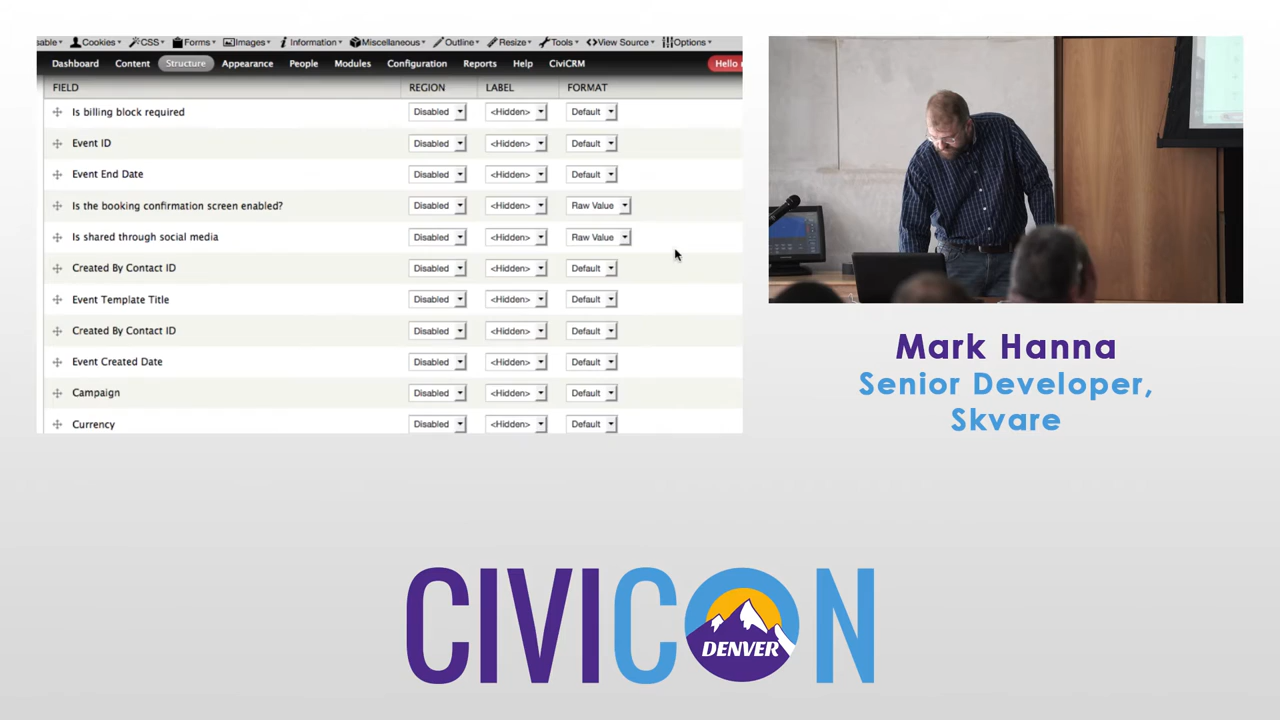 Cookies CSS Forms Images Information Miscellaneous Outline Resize Tools View Source Options
Dashboard Content Structure Appearance People Modules Configuration Reports Help CiviCRM Hello
FIELD REGION LABEL FORMAT
Is billing block required Disabled <Hidden> Default
Event ID Disabled <Hidden> Default
Event End Date Disabled <Hidden> Default
Is the booking confirmation screen enabled? Disabled <Hidden> Raw Value
Is shared through social media Disabled <Hidden> Raw Value
Created By Contact ID Disabled <Hidden> Default
Event Template Title Disabled <Hidden> Default
Created By Contact ID Disabled <Hidden> Default
Event Created Date Disabled <Hidden> Default
Campaign Disabled <Hidden> Default
Currency Disabled <Hidden> Default
Mark Hanna
Senior Developer,
Skvare
CIVICON
DENVER